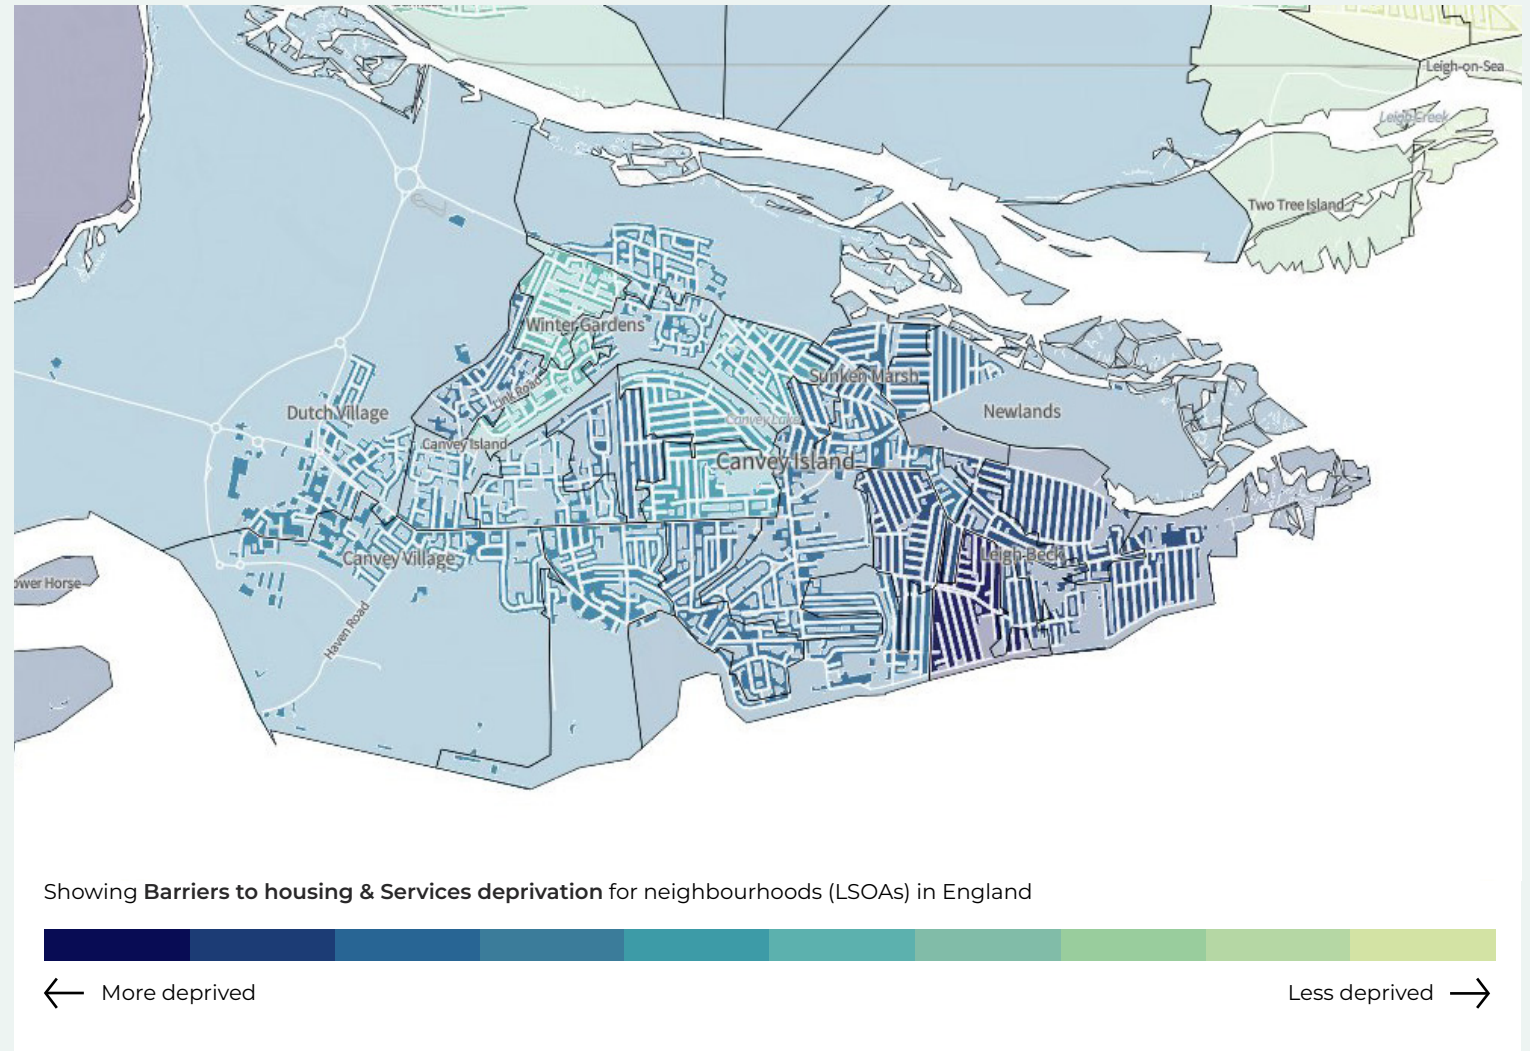 Leigh-on-Sea
Leigh Creek
Two Tree Island
Winter Gardens
Sunken Marsh
Link Road
Dutch Village
Newlands
Canvey Lake
Canvey Island
Canvey Island
Canvey Village
Leigh Beck
ower Horse
Haven Road
Showing Barriers to housing & Services deprivation for neighbourhoods (LSOAs) in England
More deprived
Less deprived